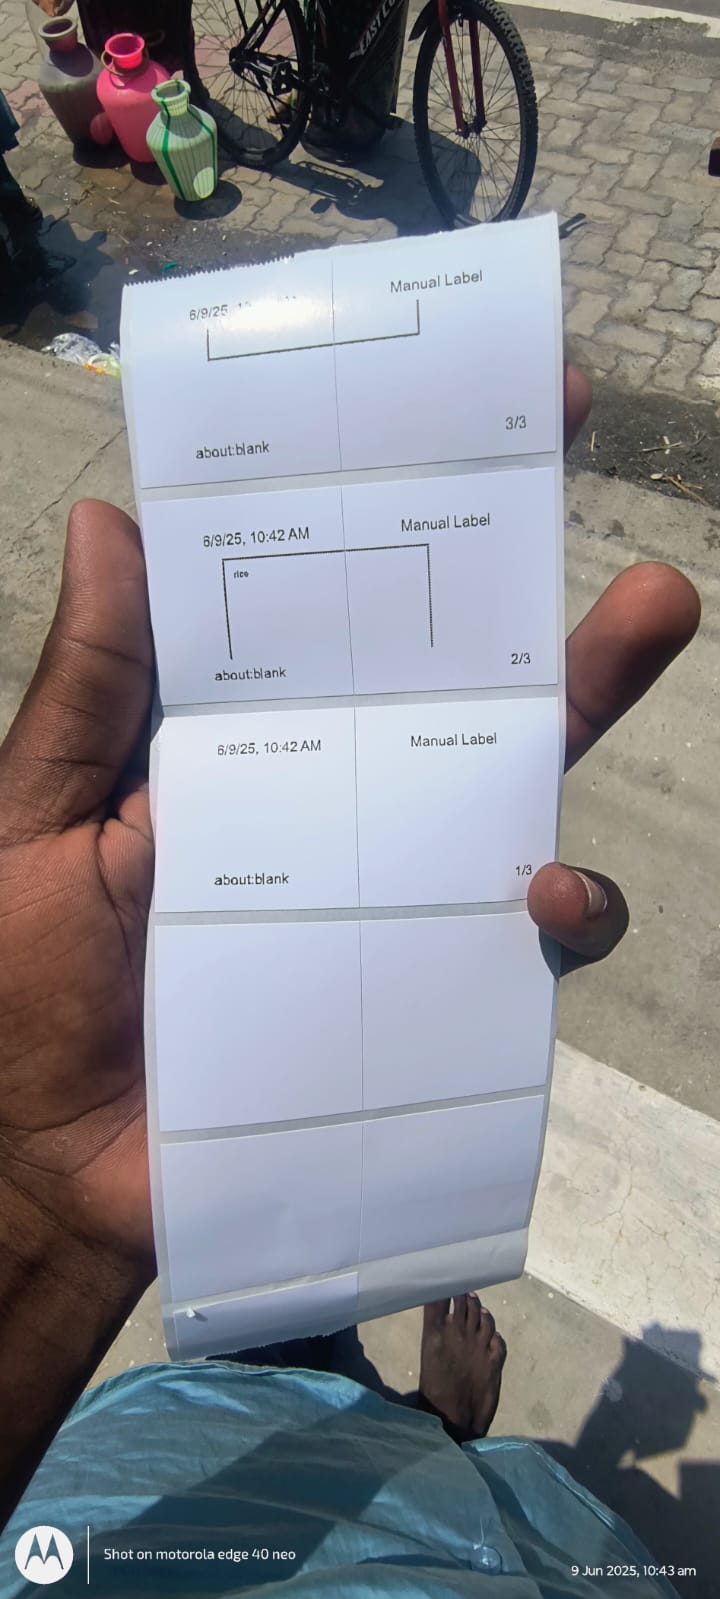 EAST CO
6/9/25
Manual Label
about:blank
3/3
6/9/25, 10:42 AM
Manual Label
rice
about:blank
2/3
6/9/25, 10:42 AM
Manual Label
about:blank
1/3
Shot on motorola edge 40 neo
9 Jun 2025, 10:43 am